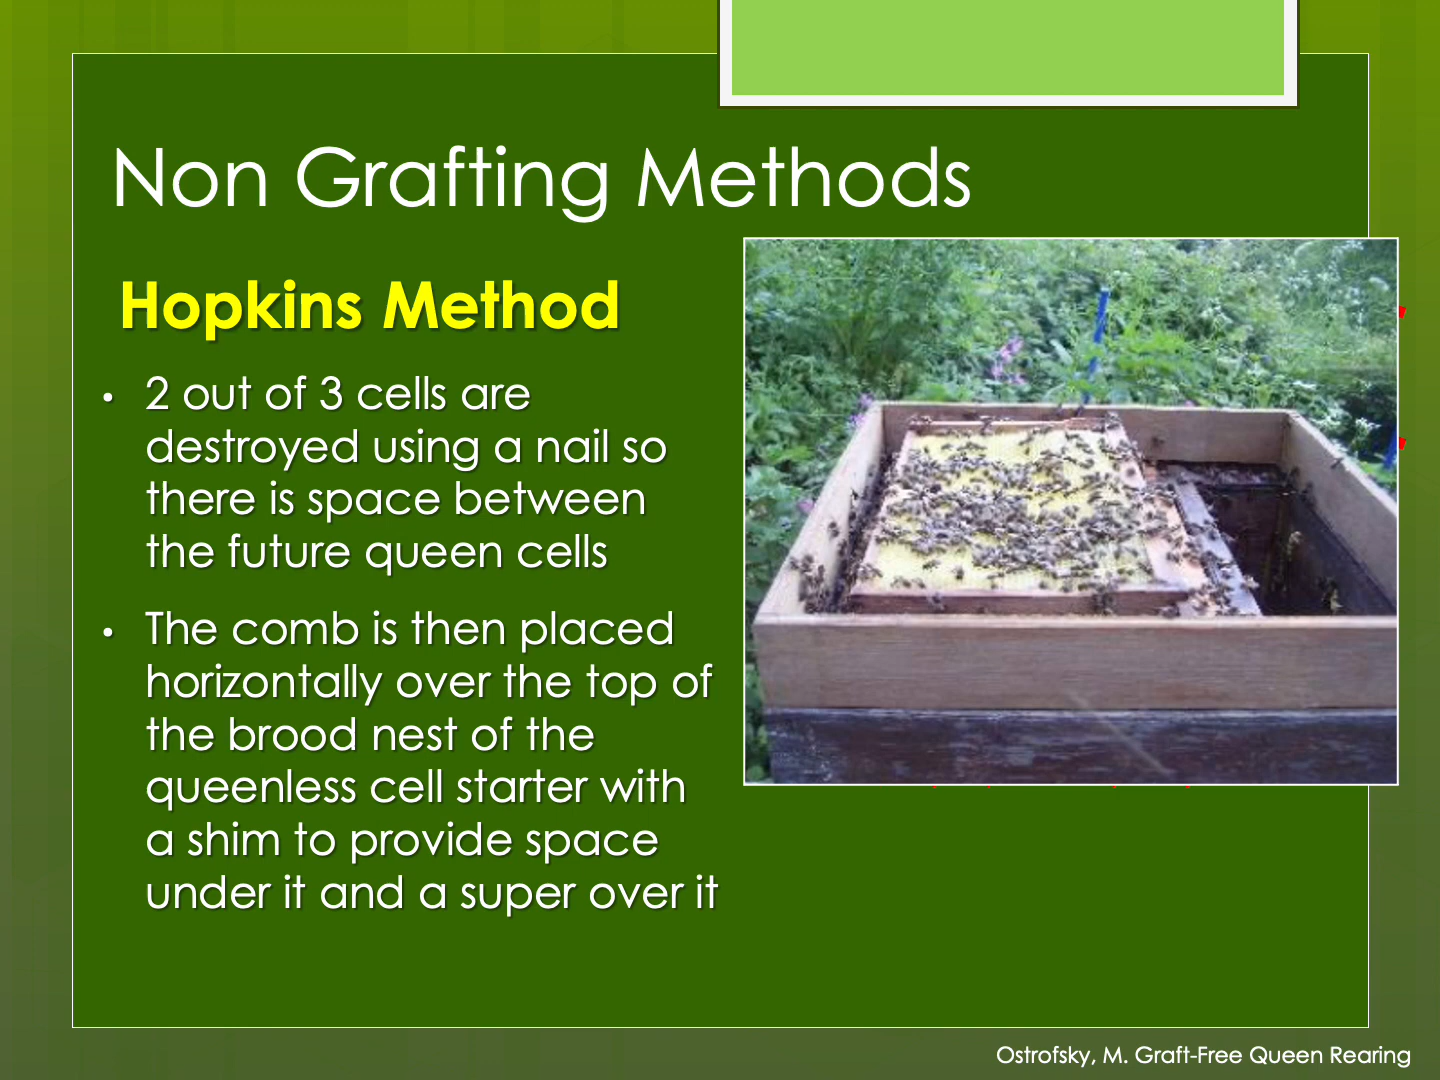 Non Grafting Methods
Hopkins Method
• 2 out of 3 cells are
destroyed using a nail so
there is space between
the future queen cells
• The comb is then placed
horizontally over the top of
the brood nest of the
queenless cell starter with
a shim to provide space
under it and a super over it
Ostrofsky, M. Graft-Free Queen Rearing